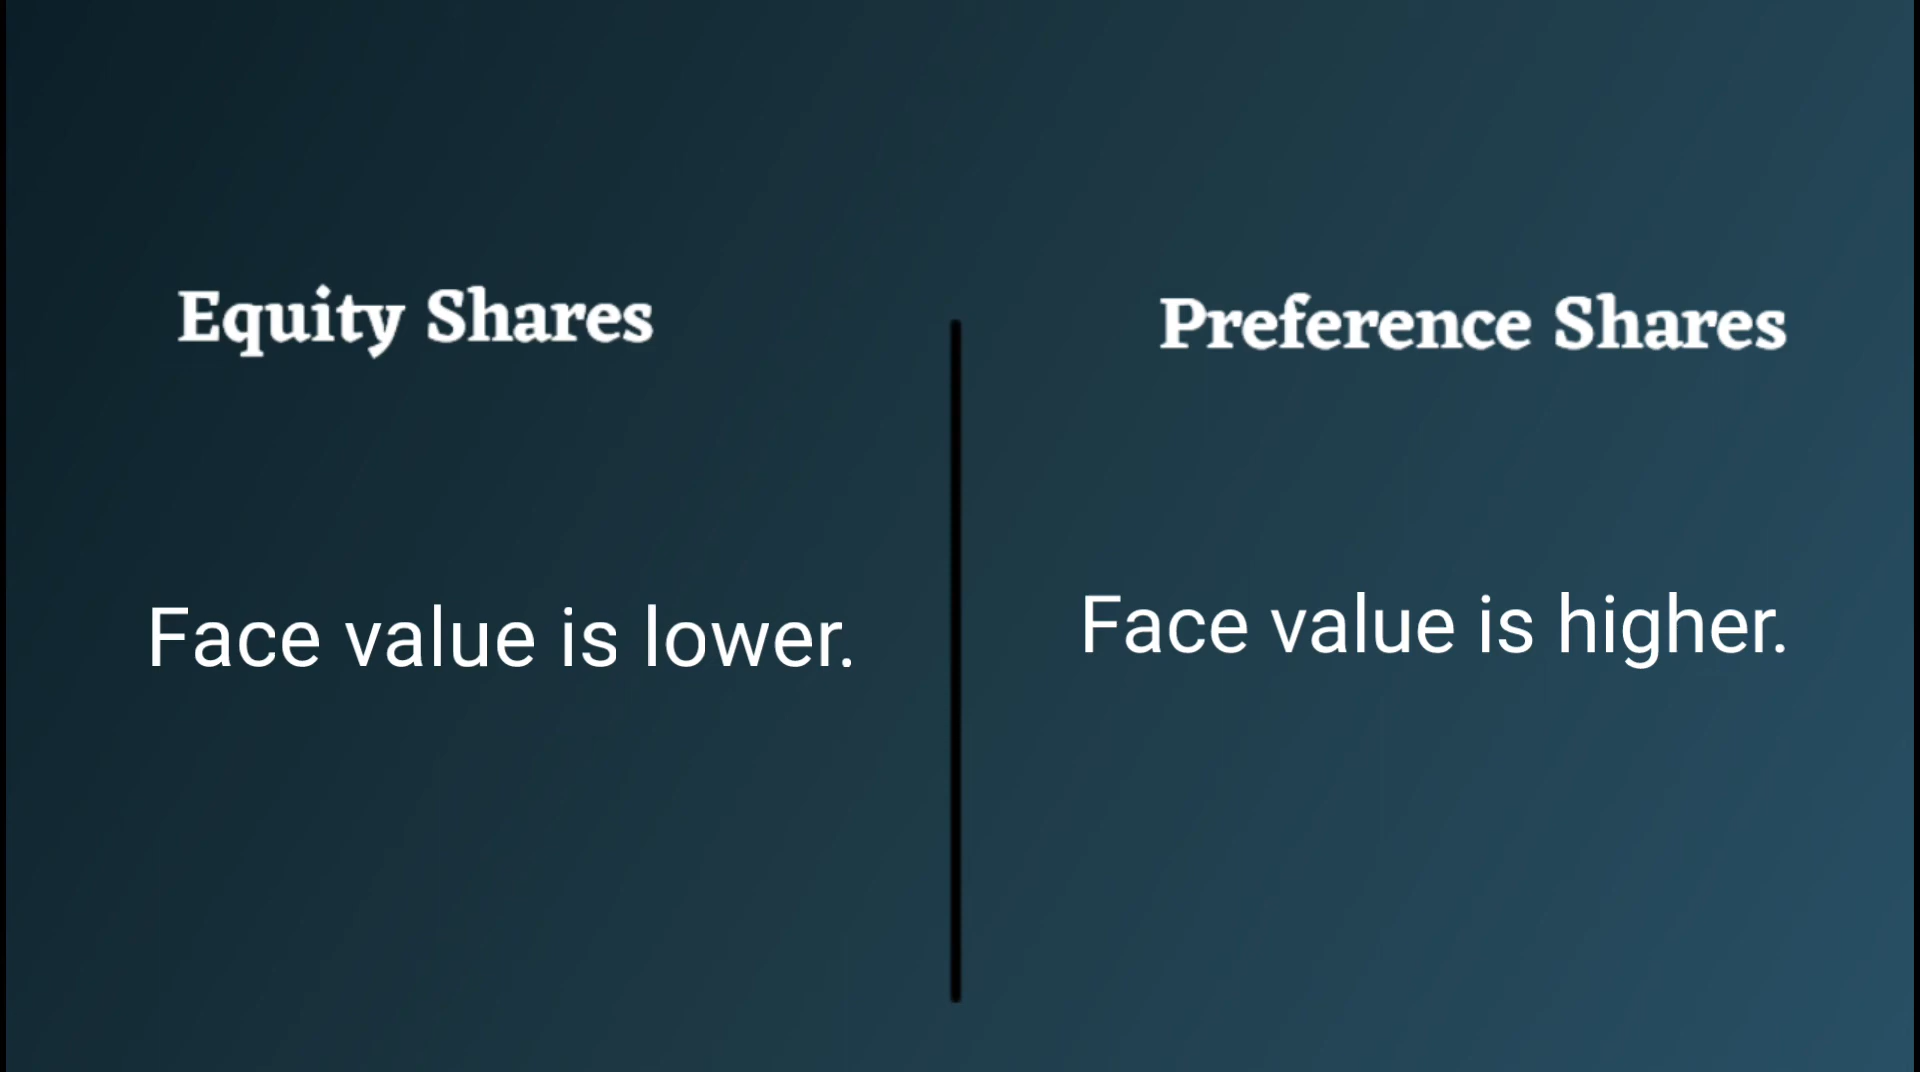 Equity Shares
Preference Shares
Face value is lower.
Face value is higher.